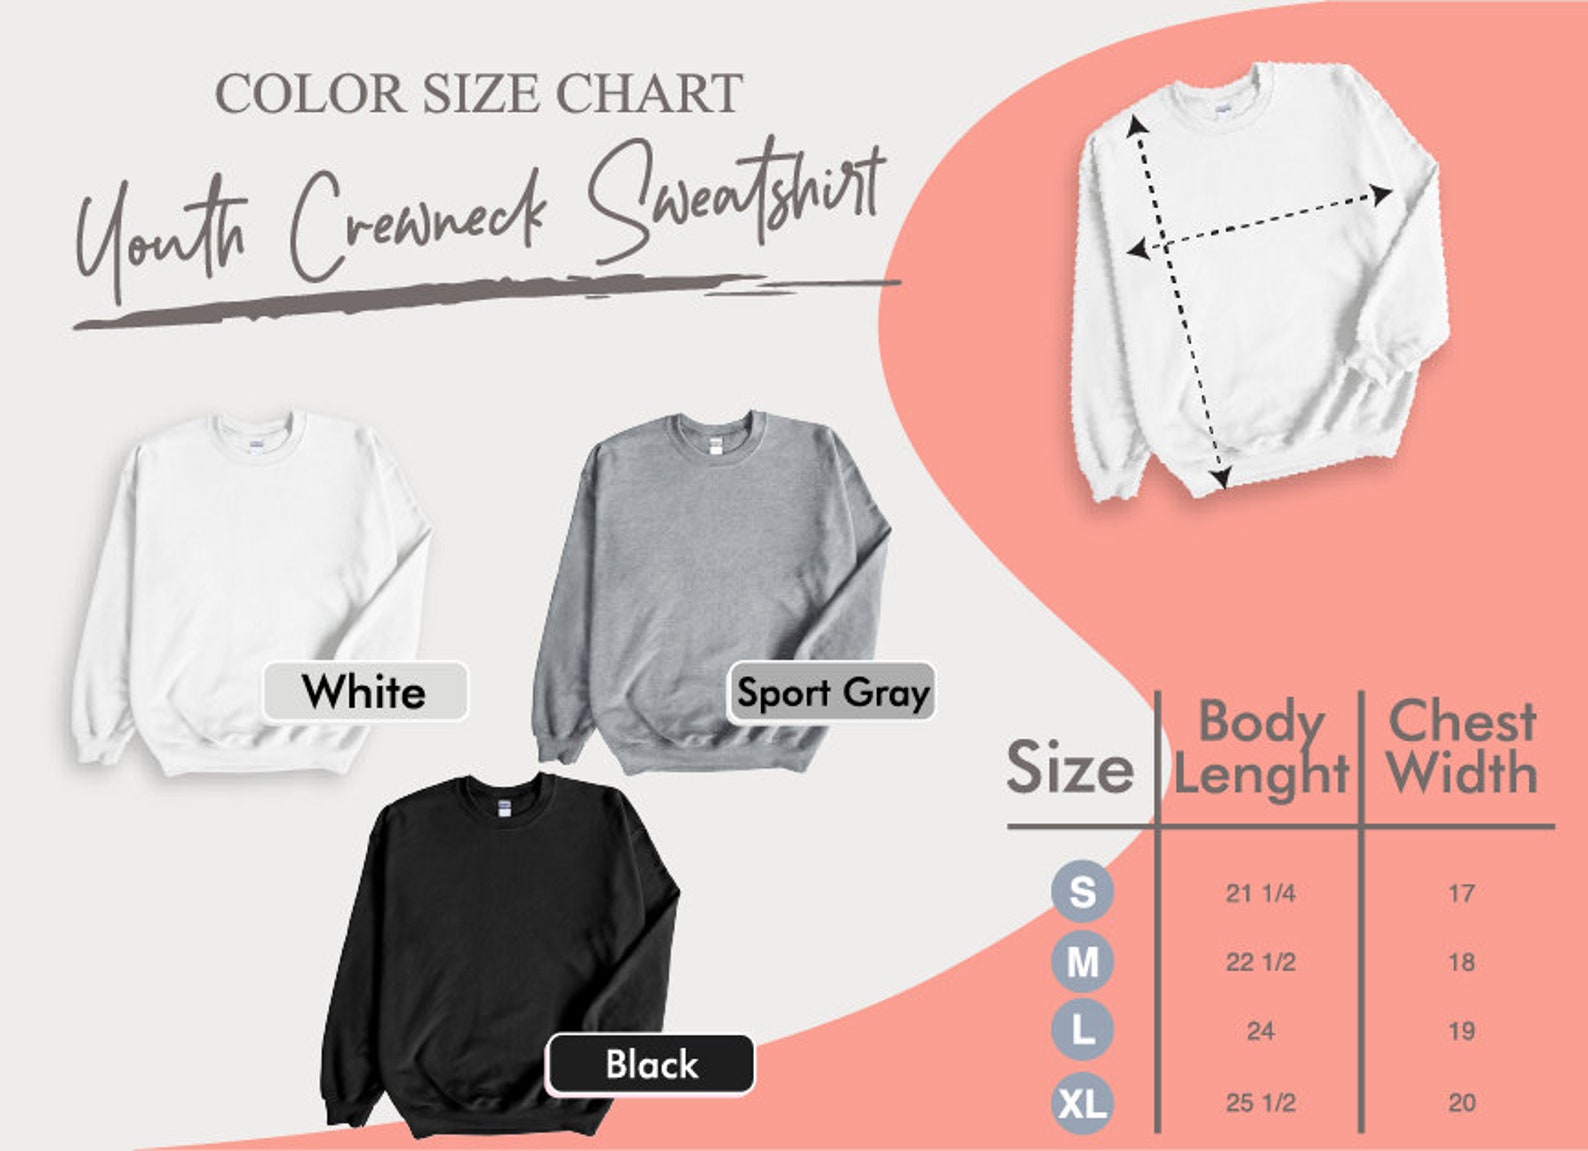 COLOR SIZE CHART
Youth Crewneck Sweatshirt
White
Sport Gray
Black
Size
Body
Lenght
Chest
Width
S 21 1/4 17
M 22 1/2 18
L 24 19
XL 25 1/2 20